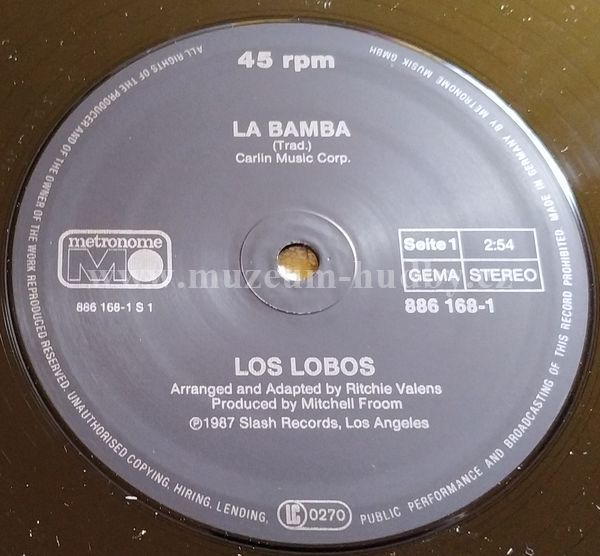 45 rpm
LA BAMBA
(Trad.)
Carlin Music Corp.
metronome
M
886 168-1 S 1
Seite 1
2:54
GEMA
STEREO
886 168-1
www.muzeum-hudby.cz
LOS LOBOS
Arranged and Adapted by Ritchie Valens
Produced by Mitchell Froom
Ⓟ1987 Slash Records, Los Angeles
ALL RIGHTS OF THE PRODUCER AND OF THE OWNER OF THE WORK REPRODUCED RESERVED. UNAUTHORISED COPYING, HIRING, LENDING, PUBLIC PERFORMANCE AND BROADCASTING OF THIS RECORD PROHIBITED. MADE IN GERMANY BY METRONOME MUSIK GMBH
LC 0270